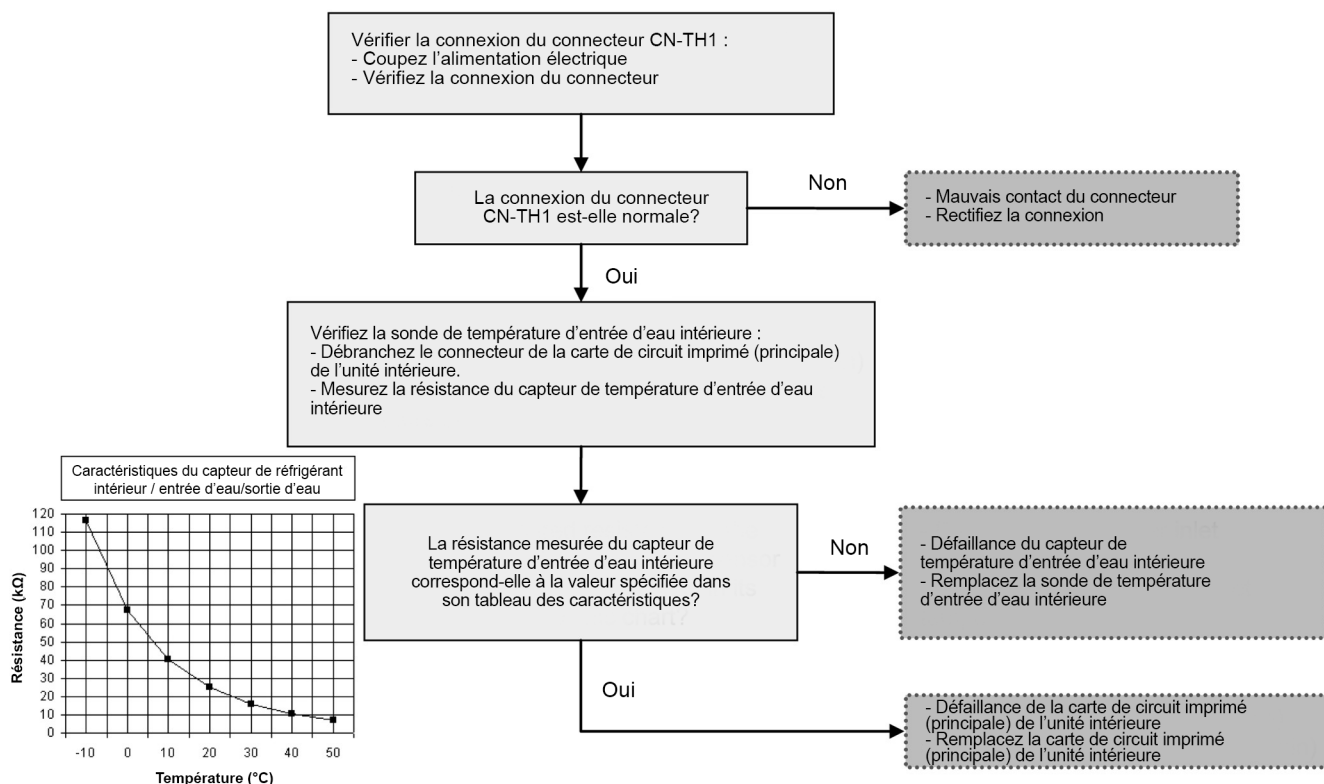 Vérifier la connexion du connecteur CN-TH1 :
- Coupez l'alimentation électrique
- Vérifiez la connexion du connecteur
La connexion du connecteur
CN-TH1 est-elle normale?
Non
- Mauvais contact du connecteur
- Rectifiez la connexion
Oui
Vérifiez la sonde de température d'entrée d'eau intérieure :
- Débranchez le connecteur de la carte de circuit imprimé (principale)
de l'unité intérieure.
- Mesurez la résistance du capteur de température d'entrée d'eau
intérieure
Caractéristiques du capteur de réfrigérant
intérieur / entrée d'eau/sortie d'eau
Résistance (kΩ)
120
110
100
90
80
70
60
50
40
30
20
10
0
-10 0 10 20 30 40 50
Température (°C)
La résistance mesurée du capteur de
température d'entrée d'eau intérieure
correspond-elle à la valeur spécifiée dans
son tableau des caractéristiques?
Non
- Défaillance du capteur de
température d'entrée d'eau intérieure
- Remplacez la sonde de température
d'entrée d'eau intérieure
Oui
- Défaillance de la carte de circuit imprimé
(principale) de l'unité intérieure
- Remplacez la carte de circuit imprimé
(principale) de l'unité intérieure